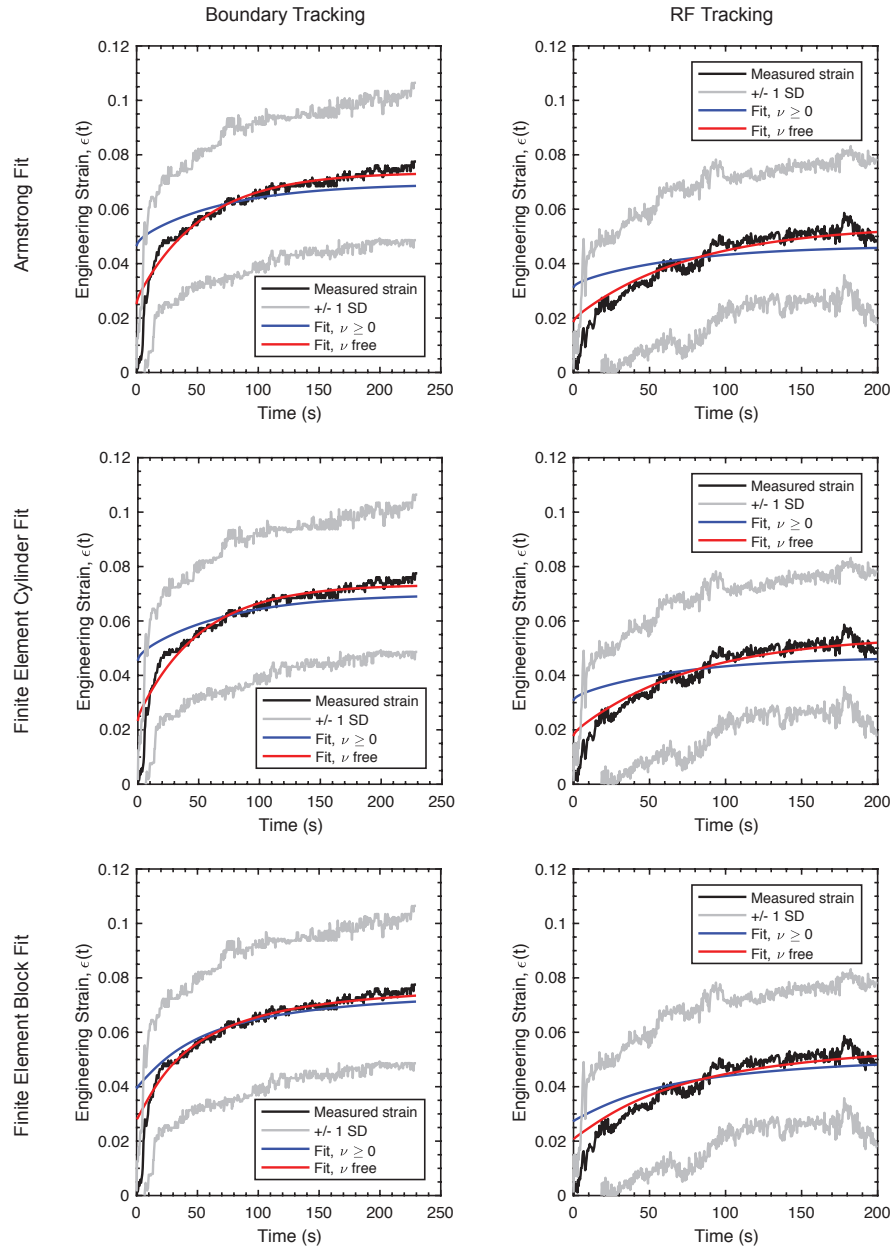 Boundary Tracking
RF Tracking
Armstrong Fit
Engineering Strain, ϵ(t)
0.12
0.1
0.08
0.06
0.04
0.02
0
Measured strain
+/- 1 SD
Fit, ν ≥ 0
Fit, ν free
0 50 100 150 200 250
Time (s)
Engineering Strain, ϵ(t)
0.12
0.1
0.08
0.06
0.04
0.02
0
Measured strain
+/- 1 SD
Fit, ν ≥ 0
Fit, ν free
0 50 100 150 200
Time (s)
Finite Element Cylinder Fit
Engineering Strain, ϵ(t)
0.12
0.1
0.08
0.06
0.04
0.02
0
Measured strain
+/- 1 SD
Fit, ν ≥ 0
Fit, ν free
0 50 100 150 200 250
Time (s)
Engineering Strain, ϵ(t)
0.12
0.1
0.08
0.06
0.04
0.02
0
Measured strain
+/- 1 SD
Fit, ν ≥ 0
Fit, ν free
0 50 100 150 200
Time (s)
Finite Element Block Fit
Engineering Strain, ϵ(t)
0.12
0.1
0.08
0.06
0.04
0.02
0
Measured strain
+/- 1 SD
Fit, ν ≥ 0
Fit, ν free
0 50 100 150 200 250
Time (s)
Engineering Strain, ϵ(t)
0.12
0.1
0.08
0.06
0.04
0.02
0
Measured strain
+/- 1 SD
Fit, ν ≥ 0
Fit, ν free
0 50 100 150 200
Time (s)